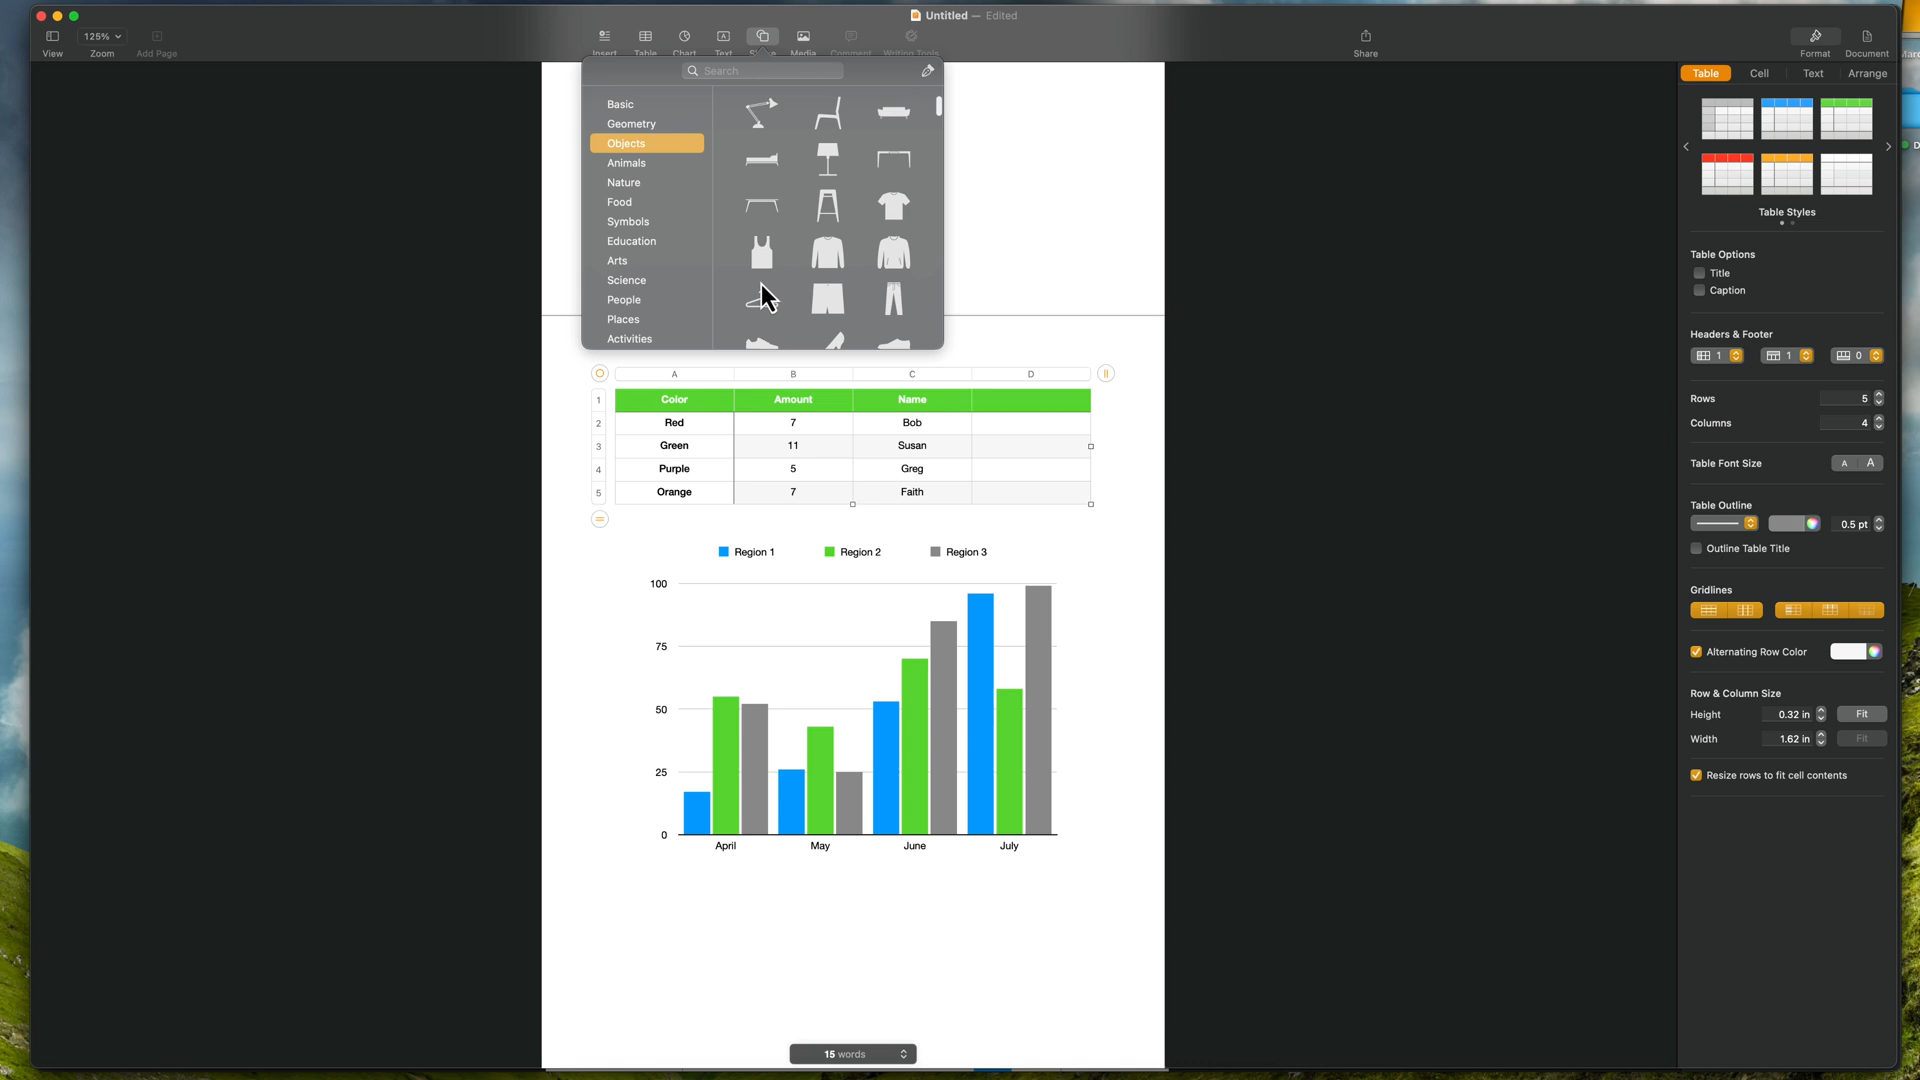 Untitled — Edited
125%
View
Zoom
Add Page
Insert
Table
Chart
Text
Media
Comment
Writing Tools
Share
Format
Document
Search
Basic
Geometry
Objects
Animals
Nature
Food
Symbols
Education
Arts
Science
People
Places
Activities
A B C D
1 Color Amount Name
2 Red 7 Bob
3 Green 11 Susan
4 Purple 5 Greg
5 Orange 7 Faith
Region 1 Region 2 Region 3
100
75
50
25
0
April May June July
15 words
Table Cell Text Arrange
Table Styles
Table Options
Title
Caption
Headers & Footer
1 1 0
Rows 5
Columns 4
Table Font Size A A
Table Outline
0.5 pt
Outline Table Title
Gridlines
Alternating Row Color
Row & Column Size
Height 0.32 in Fit
Width 1.62 in Fit
Resize rows to fit cell contents